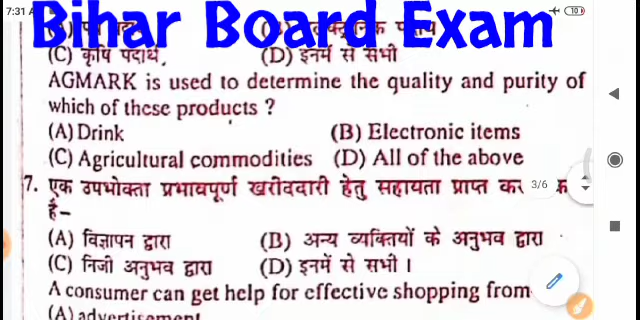 7:31
Bihar Board Exam
(C) कृषि पदार्थ, (D) इनमें से सभी
AGMARK is used to determine the quality and purity of
which of these products ?
(A) Drink (B) Electronic items
(C) Agricultural commodities (D) All of the above
7. एक उपभोक्ता प्रभावपूर्ण खरीददारी हेतु सहायता प्राप्त कर
3/6
है–
(A) विज्ञापन द्वारा (B) अन्य व्यक्तियों के अनुभव द्वारा
(C) निजी अनुभव द्वारा (D) इनमें से सभी ।
A consumer can get help for effective shopping from
(A) advertisement